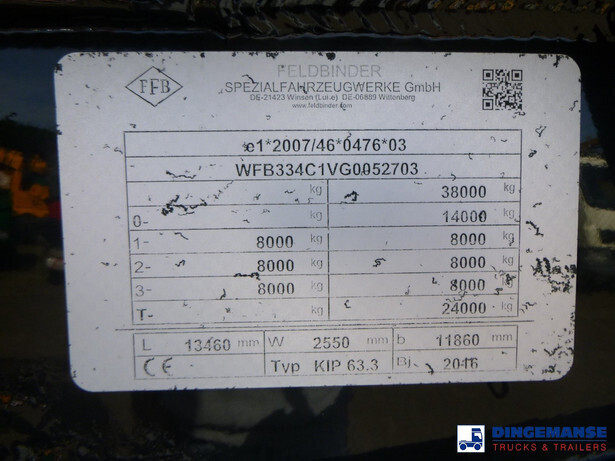 FFB
FELDBINDER
SPEZIALFAHRZEUGWERKE GmbH
DE-21423 Winsen (Luhe) DE-06889 Wittenberg
www.feldbinder.com
e1*2007/46*0476*03
WFB334C1VG0052703
kg 38000 kg
0- 14000 kg
1- 8000 kg 8000 kg
2- 8000 kg 8000 kg
3- 8000 kg 8000 kg
T- kg 24000 kg
L 13460 mm W 2550 mm b 11860 mm
CE Typ KIP 63.3 Bj. 2016
DINGEMANSE
TRUCKS & TRAILERS